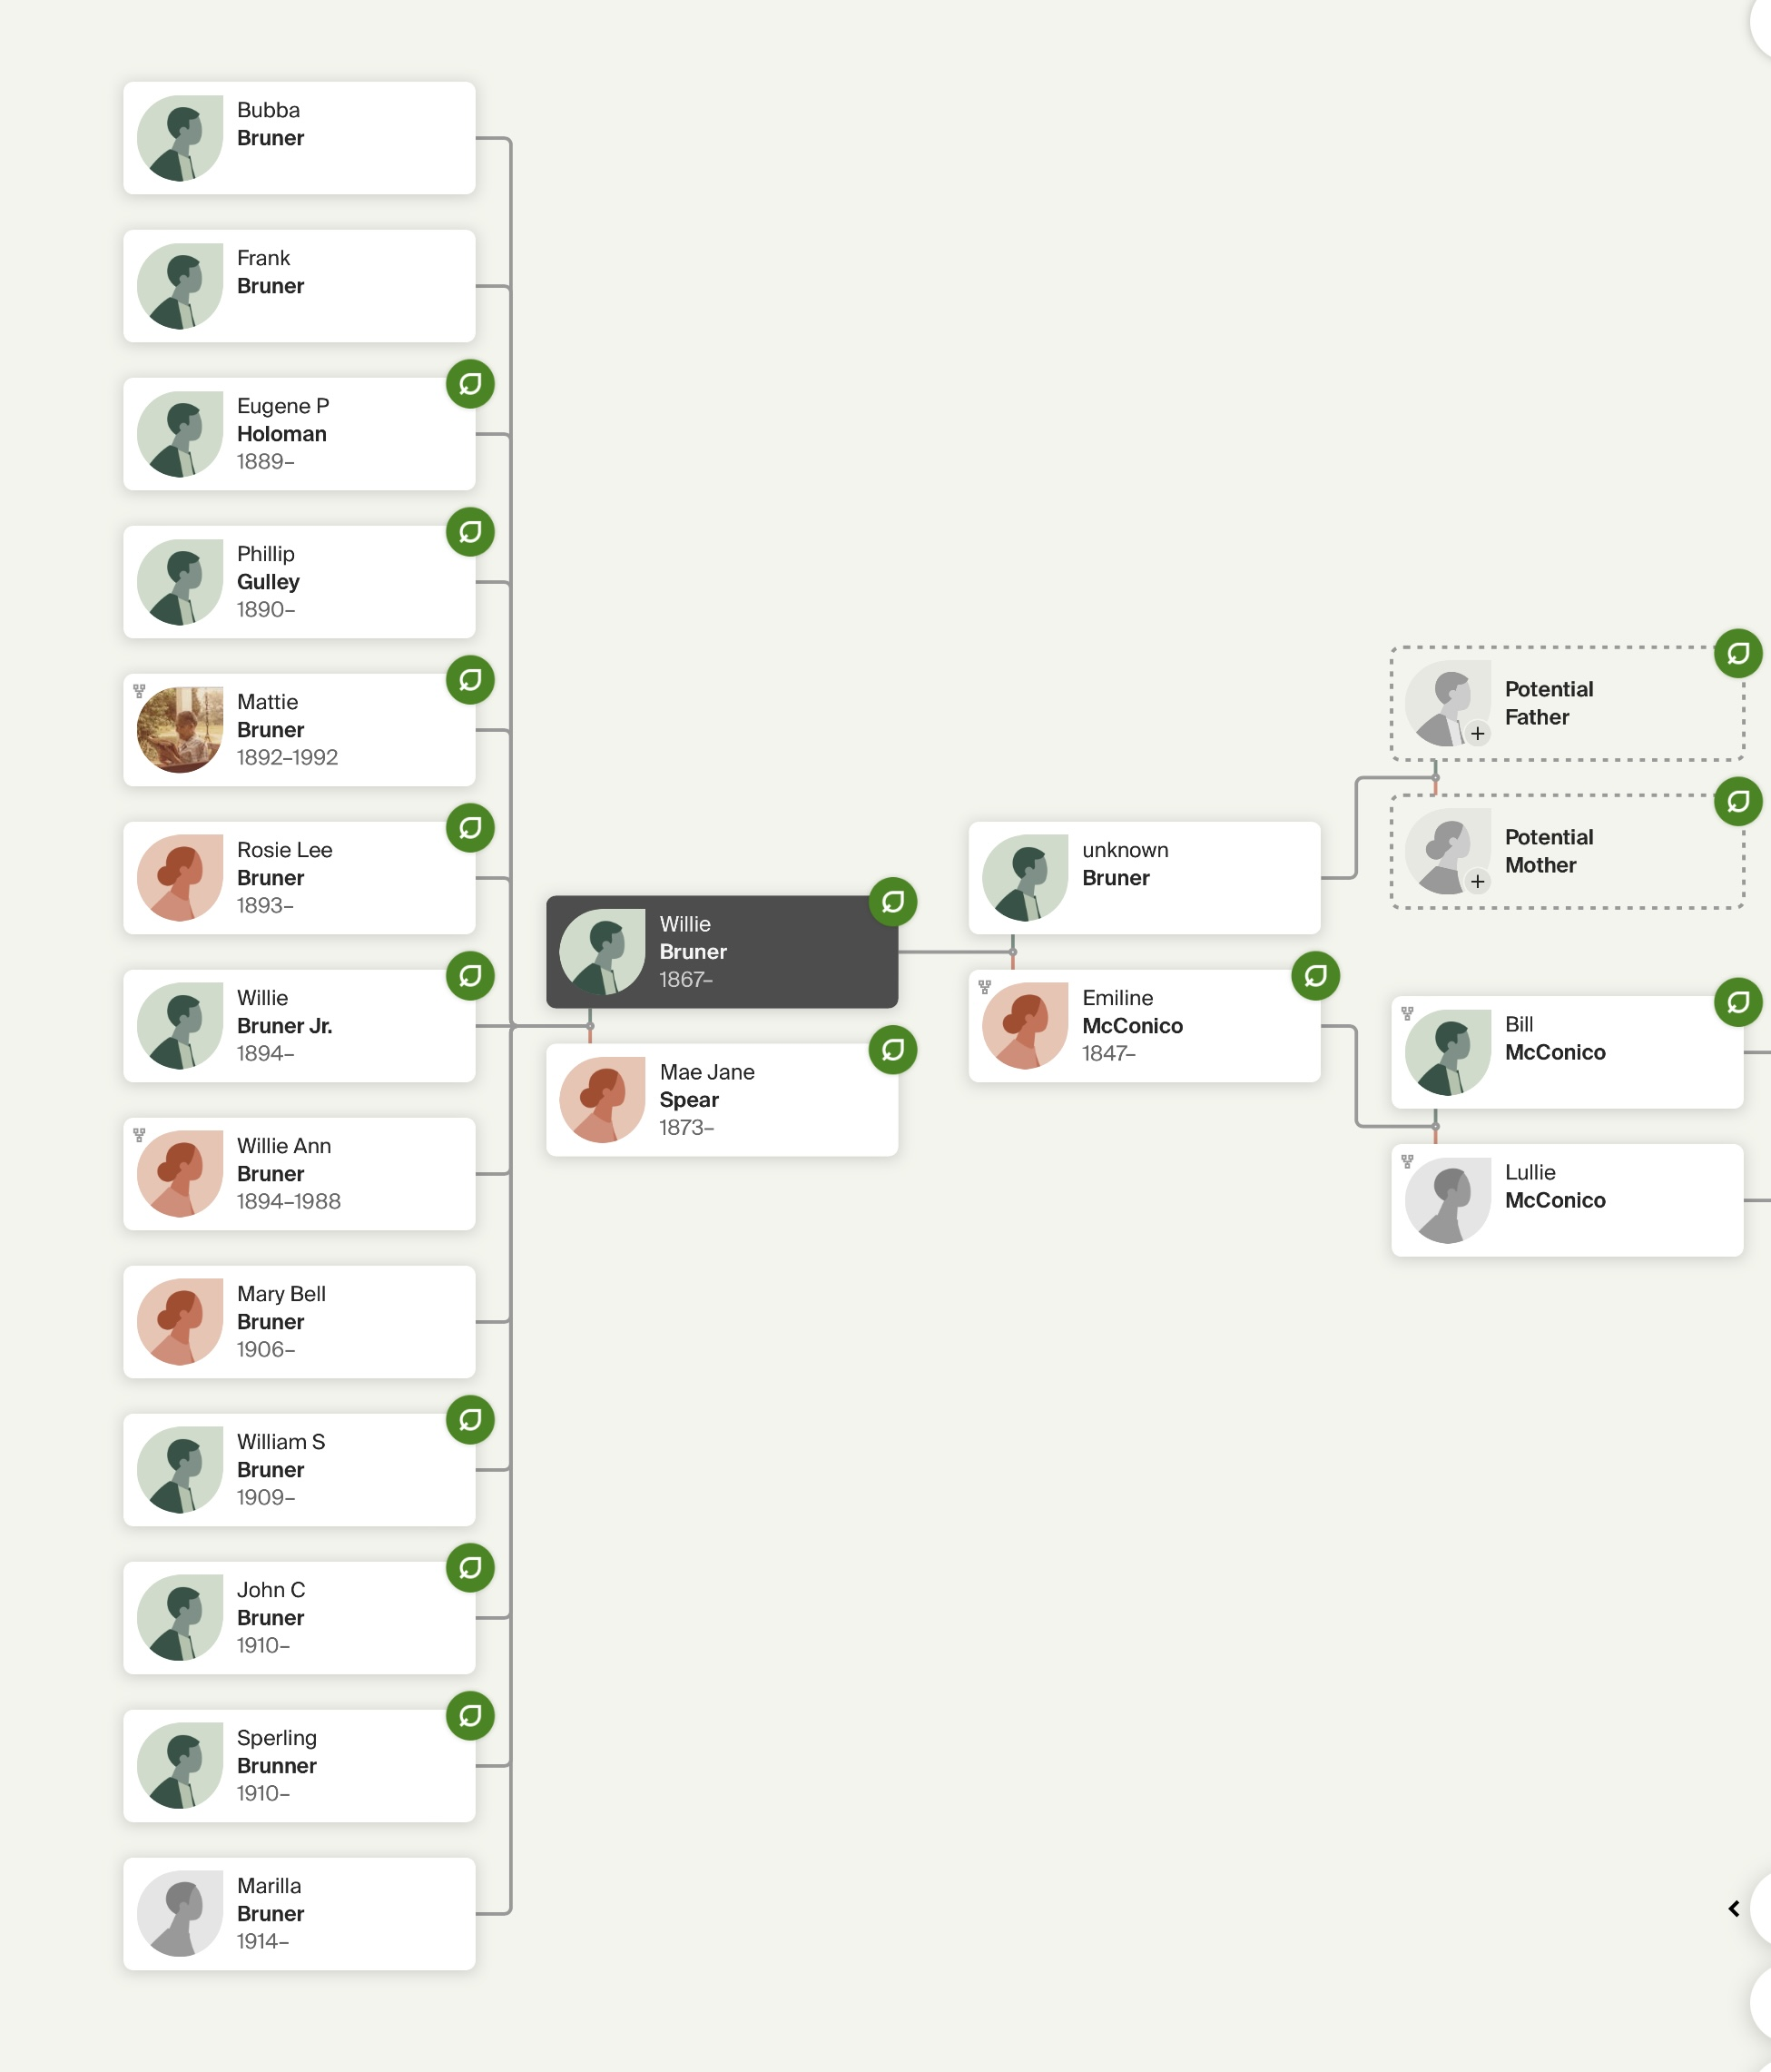 Bubba
Bruner
Frank
Bruner
Eugene P
Holoman
1889–
Phillip
Gulley
1890–
Mattie
Bruner
1892–1992
Rosie Lee
Bruner
1893–
Willie
Bruner Jr.
1894–
Willie Ann
Bruner
1894–1988
Mary Bell
Bruner
1906–
William S
Bruner
1909–
John C
Bruner
1910–
Sperling
Brunner
1910–
Marilla
Bruner
1914–
Willie
Bruner
1867–
Mae Jane
Spear
1873–
unknown
Bruner
Emiline
McConico
1847–
Potential
Father
Potential
Mother
Bill
McConico
Lullie
McConico